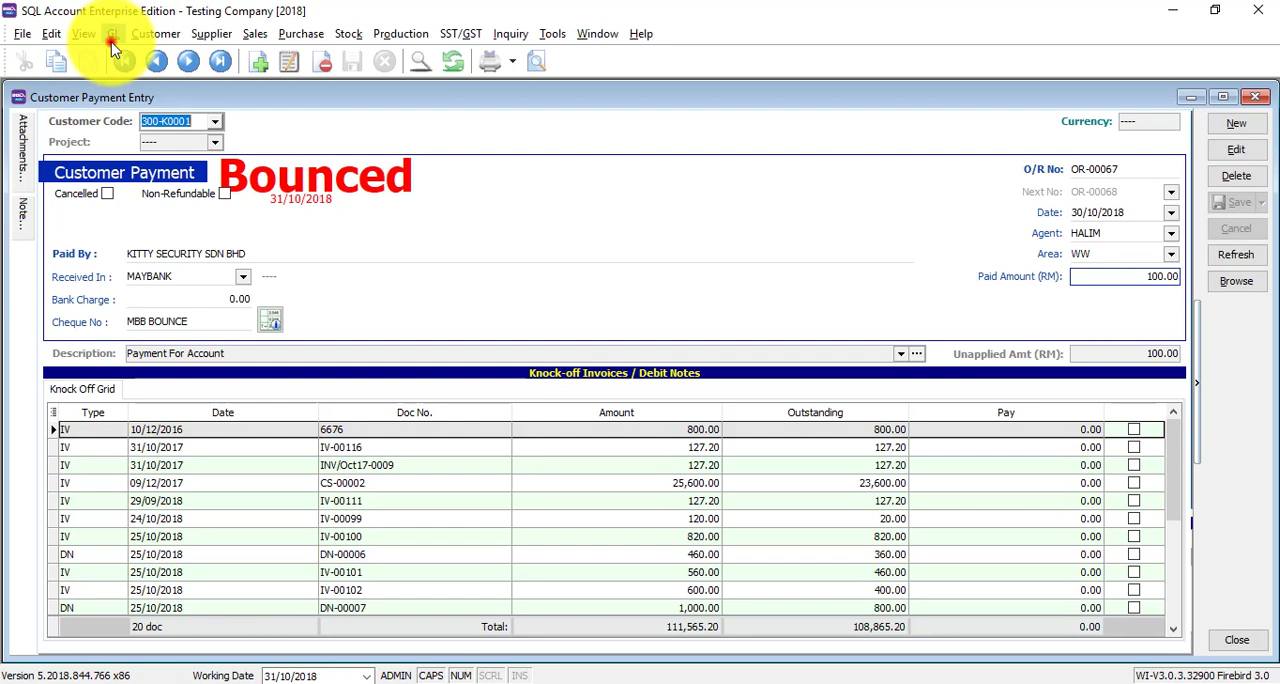 SQL Account Enterprise Edition - Testing Company [2018]
File Edit View GL Customer Supplier Sales Purchase Stock Production SST/GST Inquiry Tools Window Help
Customer Payment Entry
Attachments...
Note...
Customer Code: 300-K0001 Currency: ----
Project: ----
Customer Payment Bounced
31/10/2018
Cancelled Non-Refundable
O/R No: OR-00067
Next No: OR-00068
Date: 30/10/2018
Agent: HALIM
Area: WW
Paid Amount (RM): 100.00
Paid By : KITTY SECURITY SDN BHD
Received In : MAYBANK ----
Bank Charge : 0.00
Cheque No : MBB BOUNCE
Description: Payment For Account Unapplied Amt (RM): 100.00
Knock-off Invoices / Debit Notes
Knock Off Grid
Type Date Doc No. Amount Outstanding Pay
IV 10/12/2016 6676 800.00 800.00 0.00
IV 31/10/2017 IV-00116 127.20 127.20 0.00
IV 31/10/2017 INV/Oct17-0009 127.20 127.20 0.00
IV 09/12/2017 CS-00002 25,600.00 23,600.00 0.00
IV 29/09/2018 IV-00111 127.20 127.20 0.00
IV 24/10/2018 IV-00099 120.00 20.00 0.00
IV 25/10/2018 IV-00100 820.00 820.00 0.00
DN 25/10/2018 DN-00006 460.00 360.00 0.00
IV 25/10/2018 IV-00101 560.00 460.00 0.00
IV 25/10/2018 IV-00102 600.00 400.00 0.00
DN 25/10/2018 DN-00007 1,000.00 800.00 0.00
20 doc Total: 111,565.20 108,865.20 0.00
New
Edit
Delete
Save
Cancel
Refresh
Browse
Close
Version 5.2018.844.766 x86 Working Date 31/10/2018 ADMIN CAPS NUM SCRL INS WI-V3.0.3.32900 Firebird 3.0